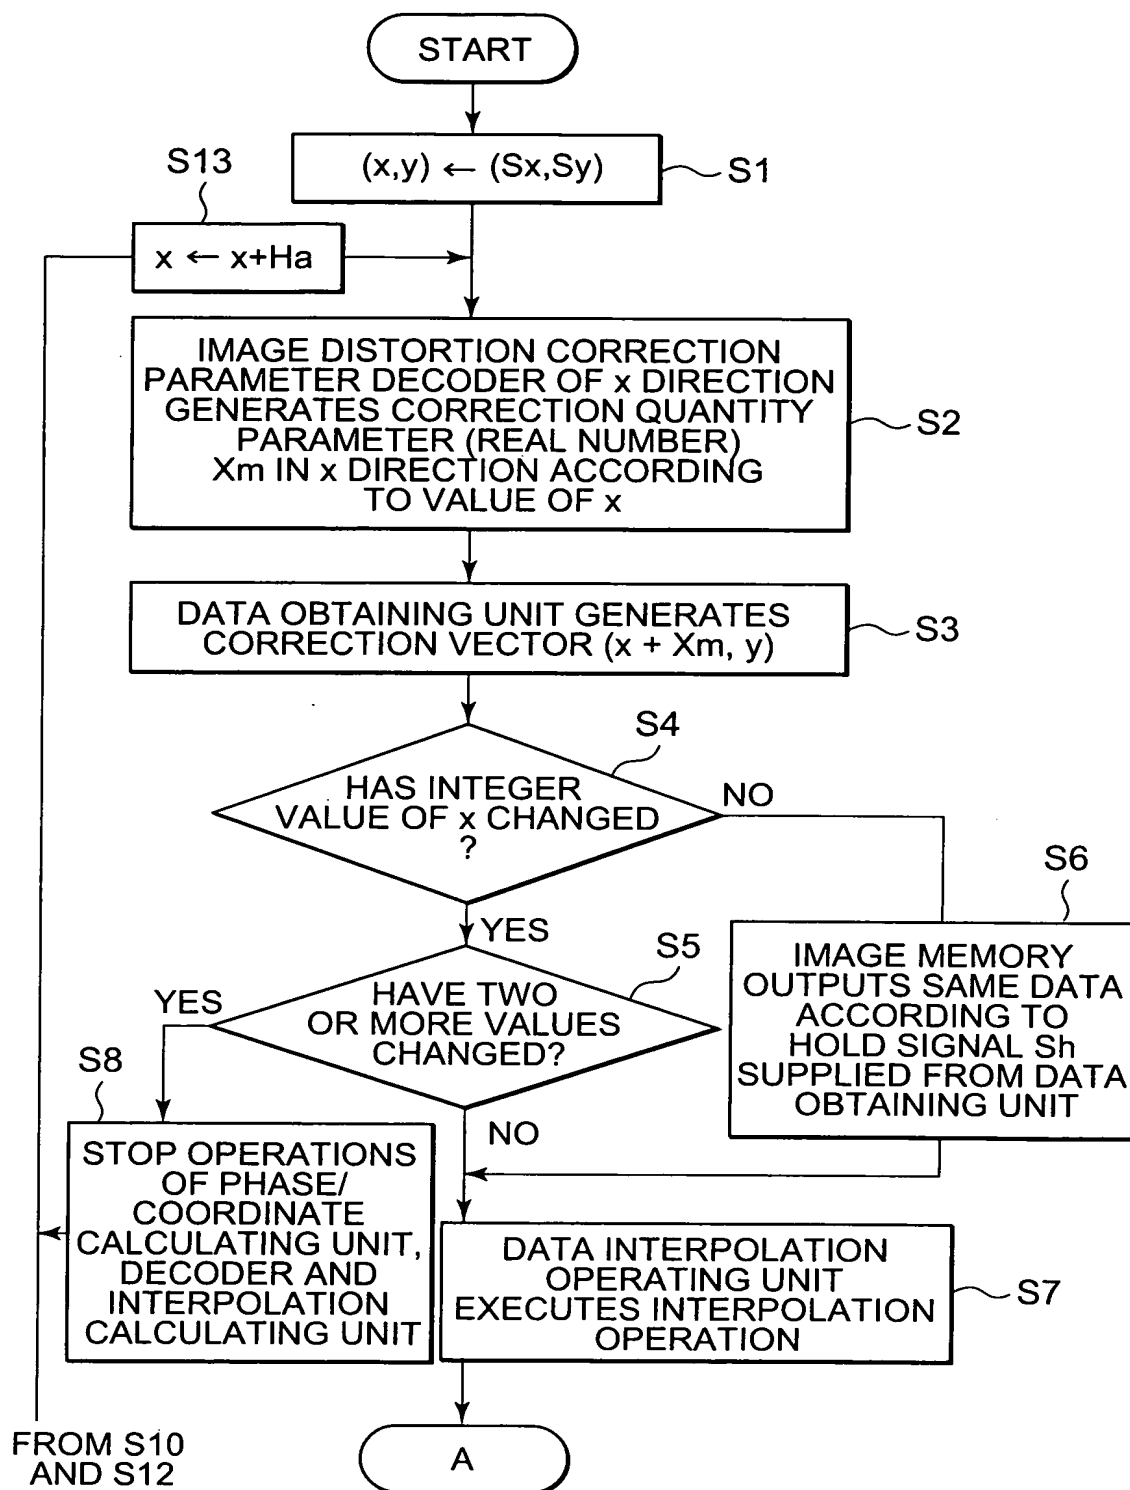 START
(x,y) ← (Sx,Sy)
S1
S13
x ← x+Ha
IMAGE DISTORTION CORRECTION
PARAMETER DECODER OF x DIRECTION
GENERATES CORRECTION QUANTITY
PARAMETER (REAL NUMBER)
Xm IN x DIRECTION ACCORDING
TO VALUE OF x
S2
DATA OBTAINING UNIT GENERATES
CORRECTION VECTOR (x + Xm, y)
S3
S4
HAS INTEGER
VALUE OF x CHANGED
?
NO
YES
S6
IMAGE MEMORY
OUTPUTS SAME DATA
ACCORDING TO
HOLD SIGNAL Sh
SUPPLIED FROM DATA
OBTAINING UNIT
S5
HAVE TWO
OR MORE VALUES
CHANGED?
YES
NO
S8
STOP OPERATIONS
OF PHASE/
COORDINATE
CALCULATING UNIT,
DECODER AND
INTERPOLATION
CALCULATING UNIT
DATA INTERPOLATION
OPERATING UNIT
EXECUTES INTERPOLATION
OPERATION
S7
FROM S10
AND S12
A